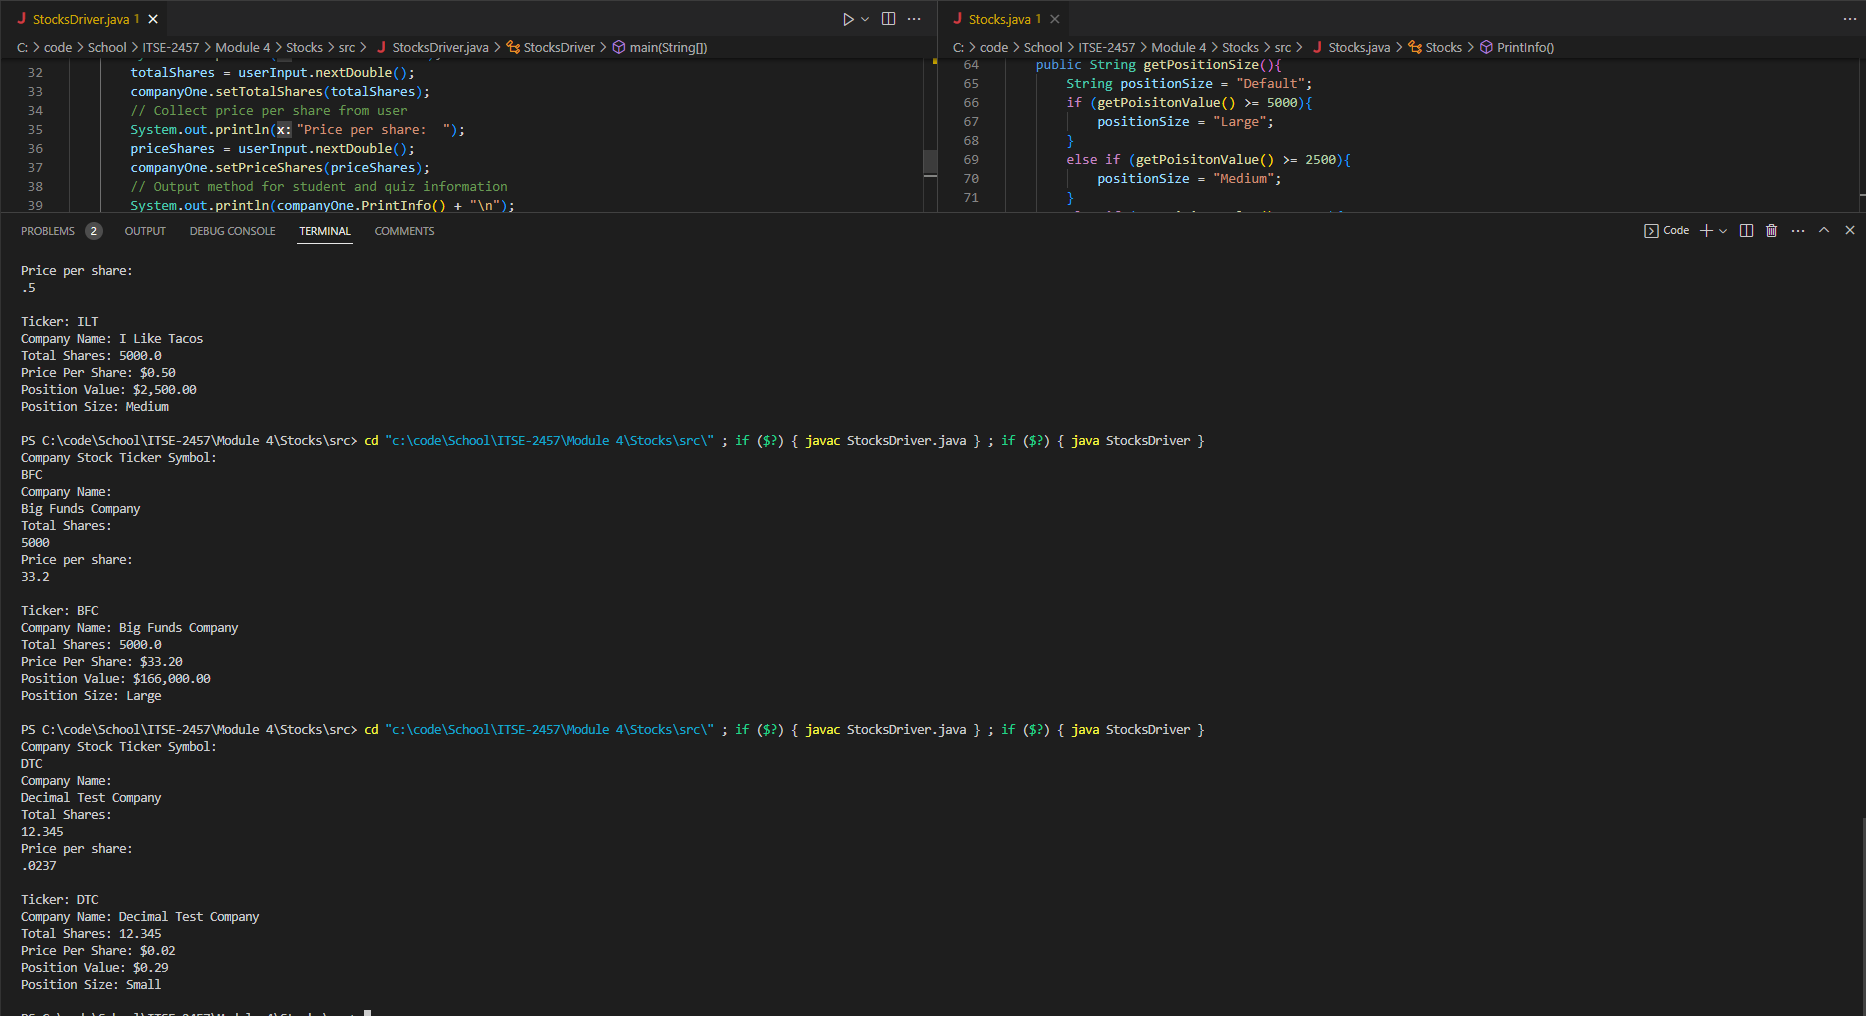 StocksDriver.java 1
C: > code > School > ITSE-2457 > Module 4 > Stocks > src > StocksDriver.java > StocksDriver > main(String[])
32 totalShares = userInput.nextDouble();
33 companyOne.setTotalShares(totalShares);
34 // Collect price per share from user
35 System.out.println(x: "Price per share:  ");
36 priceShares = userInput.nextDouble();
37 companyOne.setPriceShares(priceShares);
38 // Output method for student and quiz information
39 System.out.println(companyOne.PrintInfo() + "\n");
Stocks.java 1
C: > code > School > ITSE-2457 > Module 4 > Stocks > src > Stocks.java > Stocks > PrintInfo()
64 public String getPositionSize(){
65 String positionSize = "Default";
66 if (getPoisitonValue() >= 5000){
67 positionSize = "Large";
68 }
69 else if (getPoisitonValue() >= 2500){
70 positionSize = "Medium";
71 }
PROBLEMS 2 OUTPUT DEBUG CONSOLE TERMINAL COMMENTS
Code
Price per share:
.5
Ticker: ILT
Company Name: I Like Tacos
Total Shares: 5000.0
Price Per Share: $0.50
Position Value: $2,500.00
Position Size: Medium
PS C:\code\School\ITSE-2457\Module 4\Stocks\src> cd "c:\code\School\ITSE-2457\Module 4\Stocks\src\" ; if ($?) { javac StocksDriver.java } ; if ($?) { java StocksDriver }
Company Stock Ticker Symbol:
BFC
Company Name:
Big Funds Company
Total Shares:
5000
Price per share:
33.2
Ticker: BFC
Company Name: Big Funds Company
Total Shares: 5000.0
Price Per Share: $33.20
Position Value: $166,000.00
Position Size: Large
PS C:\code\School\ITSE-2457\Module 4\Stocks\src> cd "c:\code\School\ITSE-2457\Module 4\Stocks\src\" ; if ($?) { javac StocksDriver.java } ; if ($?) { java StocksDriver }
Company Stock Ticker Symbol:
DTC
Company Name:
Decimal Test Company
Total Shares:
12.345
Price per share:
.0237
Ticker: DTC
Company Name: Decimal Test Company
Total Shares: 12.345
Price Per Share: $0.02
Position Value: $0.29
Position Size: Small